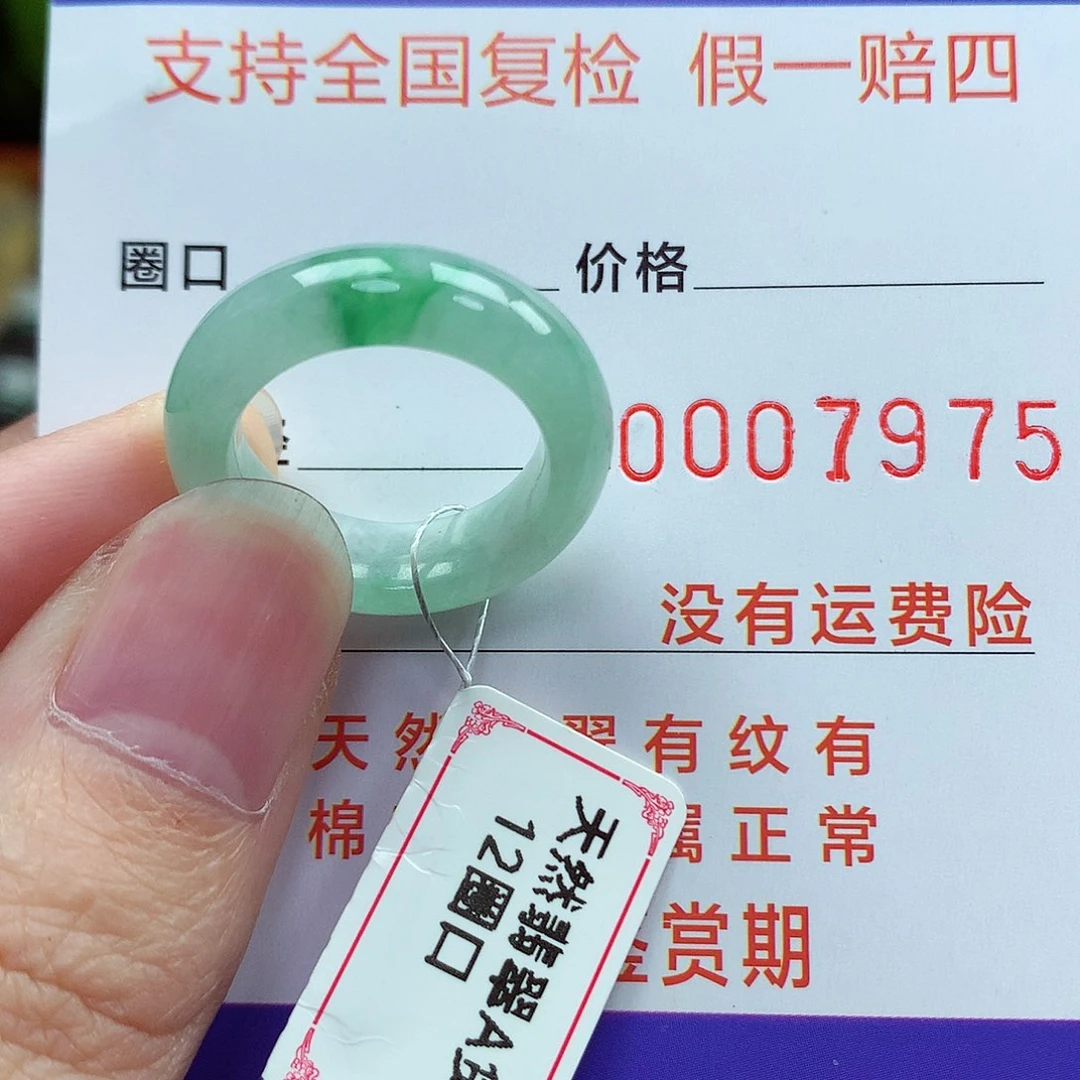 支持全国复检 假一赔四
圈口 价格
0007975
没有运费险
天然 翠有纹有
棉 属正常
赏期
天然翡翠A
12圈口